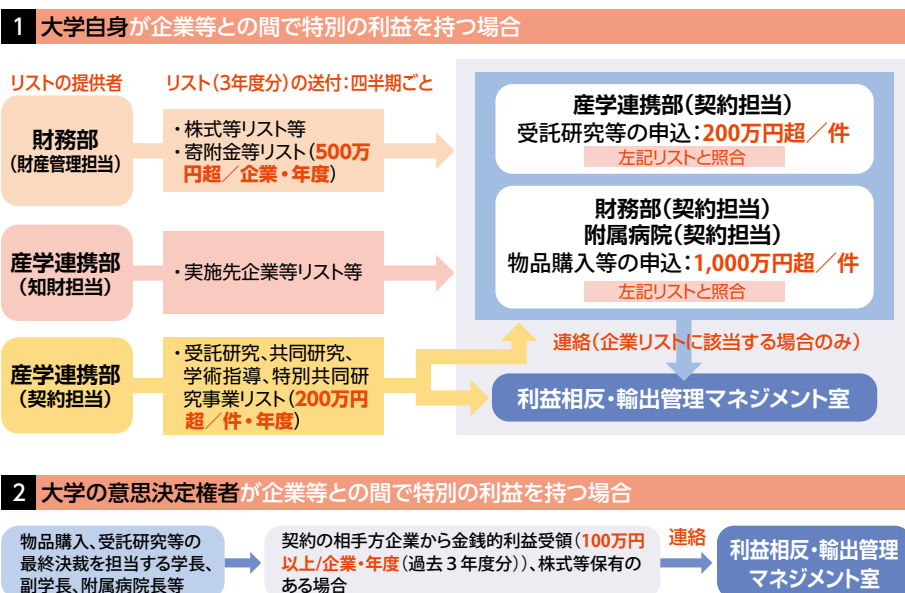 1 大学自身が企業等との間で特別の利益を持つ場合
リストの提供者
リスト（3年度分）の送付：四半期ごと
財務部
（財産管理担当）
・株式等リスト等
・寄附金等リスト（500万
円超／企業・年度）
産学連携部（契約担当）
受託研究等の申込：200万円超／件
左記リストと照合
財務部（契約担当）
附属病院（契約担当）
物品購入等の申込：1,000万円超／件
左記リストと照合
産学連携部
（知財担当）
・実施先企業等リスト等
産学連携部
（契約担当）
・受託研究、共同研究、
学術指導、特別共同研
究事業リスト（200万円
超／件・年度）
連絡（企業リストに該当する場合のみ）
利益相反・輸出管理マネジメント室
2 大学の意思決定権者が企業等との間で特別の利益を持つ場合
物品購入、受託研究等の
最終決裁を担当する学長、
副学長、附属病院長等
契約の相手方企業から金銭的利益受領（100万円
以上/企業・年度（過去３年度分））、株式等保有の
ある場合
連絡
利益相反・輸出管理
マネジメント室